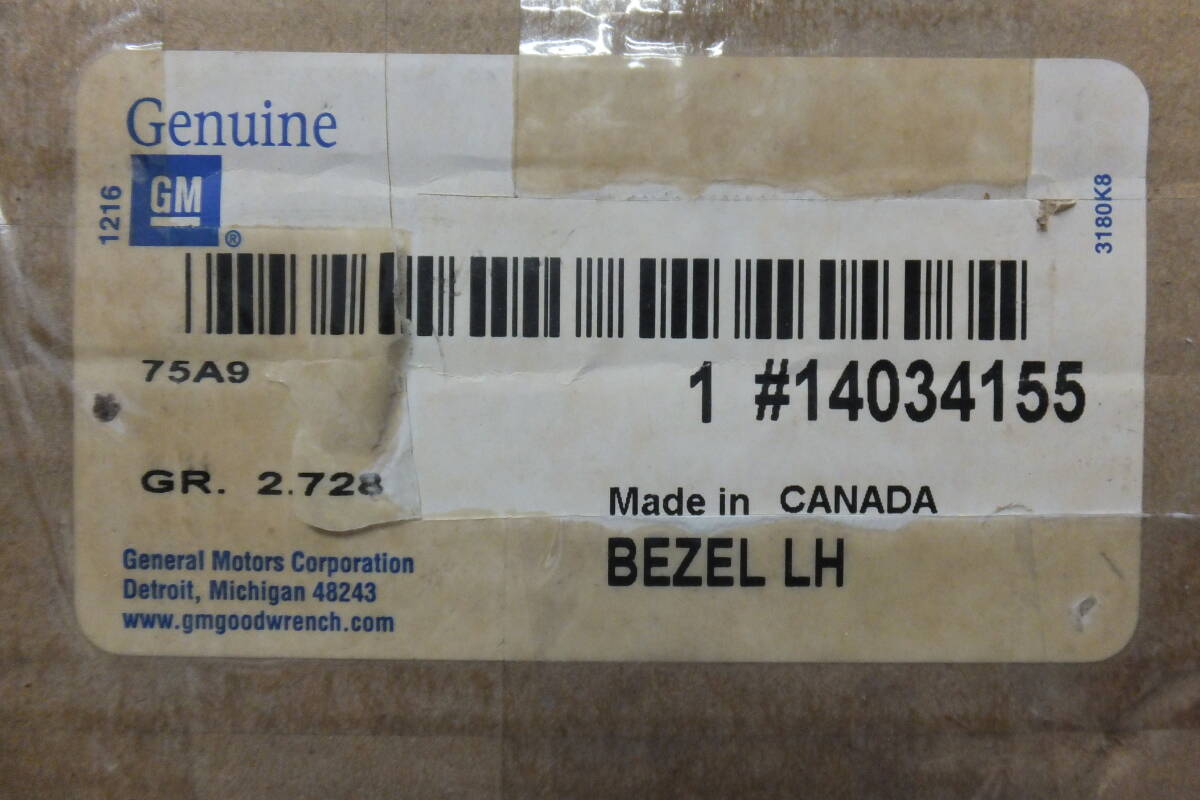 Genuine
GM
®
1216
3180K8
75A9
1 #14034155
GR. 2.728
Made in CANADA
BEZEL LH
General Motors Corporation
Detroit, Michigan 48243
www.gmgoodwrench.com